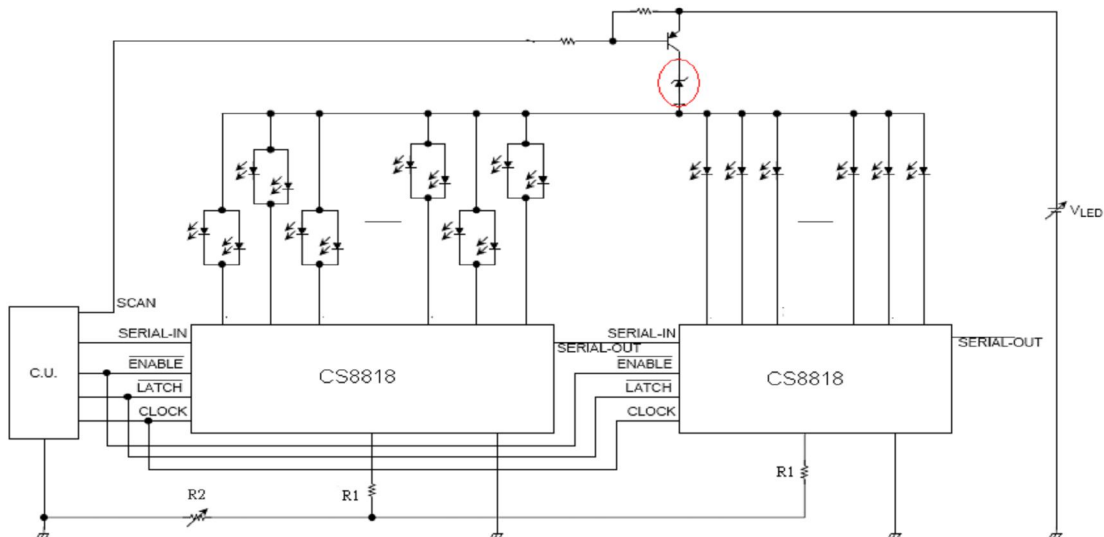 VLED
SCAN
SERIAL-IN
SERIAL-IN
SERIAL-OUT
SERIAL-OUT
ENABLE
ENABLE
C.U.
CS8818
CS8818
LATCH
LATCH
CLOCK
CLOCK
R1
R2
R1